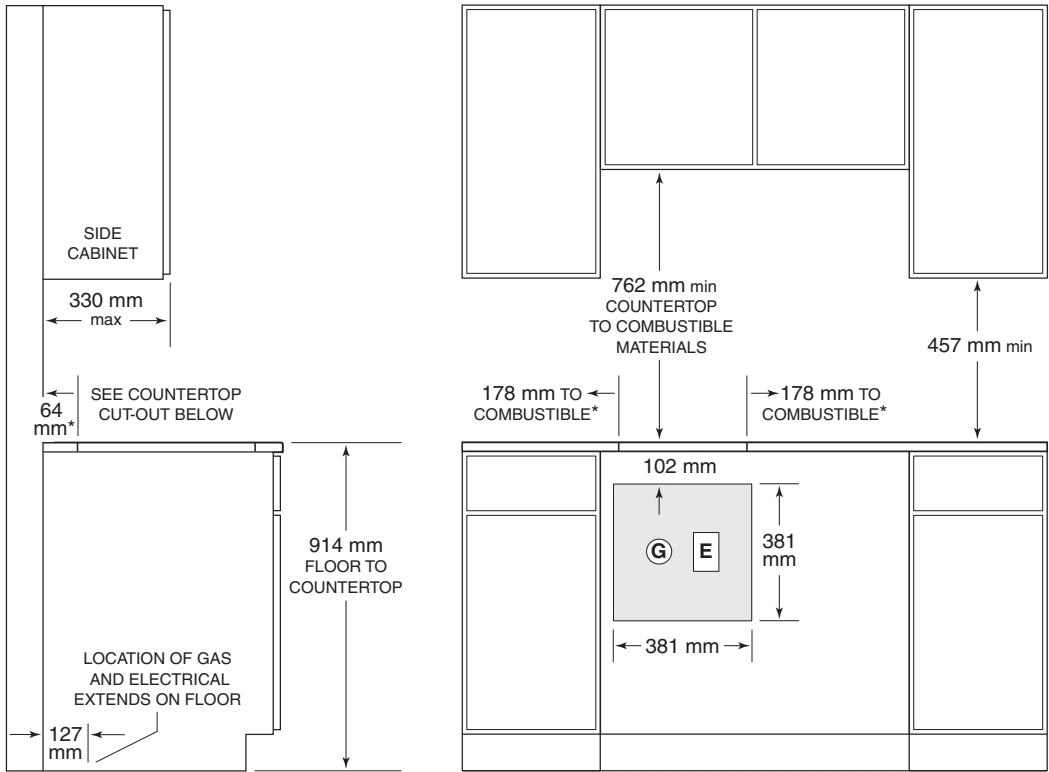 SIDE
CABINET
330 mm
max
64
mm*
SEE COUNTERTOP
CUT-OUT BELOW
914 mm
FLOOR TO
COUNTERTOP
LOCATION OF GAS
AND ELECTRICAL
EXTENDS ON FLOOR
127
mm
762 mm min
COUNTERTOP
TO COMBUSTIBLE
MATERIALS
457 mm min
178 mm TO
COMBUSTIBLE*
178 mm TO
COMBUSTIBLE*
102 mm
G
E
381
mm
381 mm